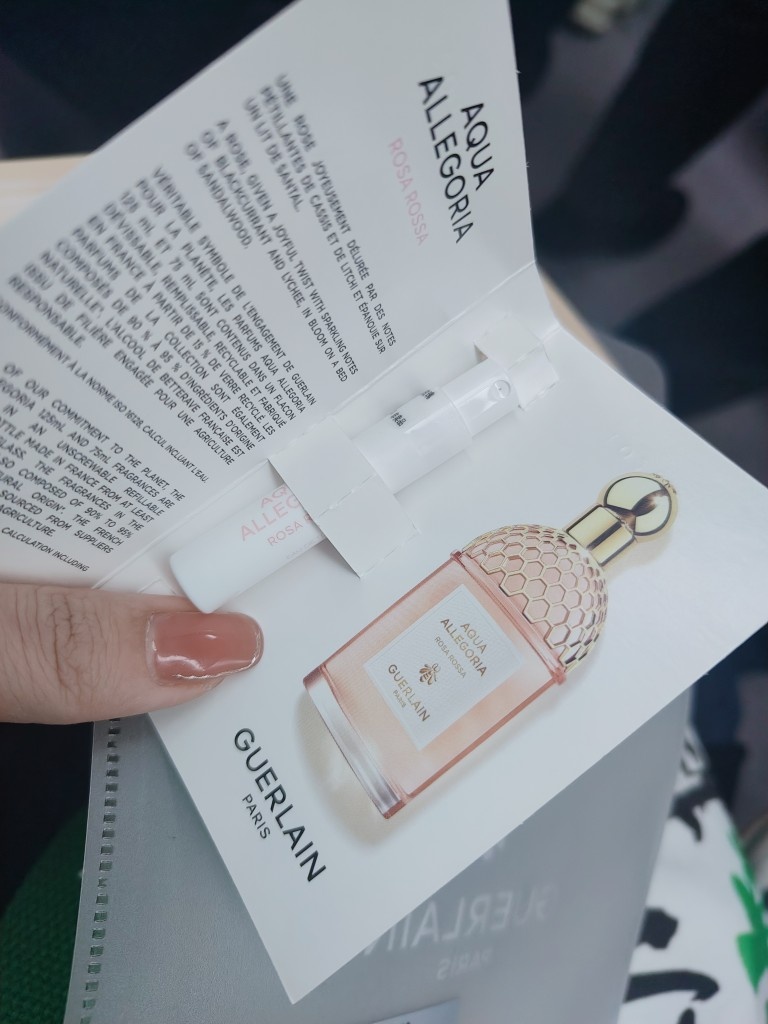 AQUA
ALLEGORIA
ROSA ROSSA
UNE ROSE JOYEUSEMENT DÉLURÉE PAR DES NOTES
PÉTILLANTES DE CASSIS ET DE LITCHI ET ÉPANOUIE SUR
UN LIT DE SANTAL.
A ROSE, GIVEN A JOYFUL TWIST WITH SPARKLING NOTES
OF BLACKCURRANT AND LYCHEE, IN BLOOM ON A BED
OF SANDALWOOD.
VÉRITABLE SYMBOLE DE L'ENGAGEMENT DE GUERLAIN
POUR LA PLANÈTE, LES PARFUMS AQUA ALLEGORIA
125 ML ET 75 ML SONT CONTENUS DANS UN FLACON
DÉVISSABLE, REMPLISSABLE, RECYCLABLE ET FABRIQUÉ
EN FRANCE À PARTIR DE 15 % DE VERRE RECYCLÉ. LES
PARFUMS DE LA COLLECTION SONT ÉGALEMENT
COMPOSÉS DE 90 % À 95 % D'INGRÉDIENTS D'ORIGINE
NATURELLE*. L'ALCOOL DE BETTERAVE FRANÇAISE EST
ISSU DE FILIÈRE ENGAGÉE POUR UNE AGRICULTURE
RESPONSABLE.
CONFORMÉMENT À LA NORME ISO 16128, CALCUL INCLUANT L'EAU.
OF OUR COMMITMENT TO THE PLANET, THE
125ML AND 75ML FRAGRANCES ARE
IN AN UNSCREWABLE, REFILLABLE
MADE IN FRANCE FROM AT LEAST
GLASS. THE FRAGRANCES IN THE
COMPOSED OF 90% TO 95%
ORIGIN*. THE FRENCH
SOURCED FROM SUPPLIERS
AGRICULTURE.
CALCULATION INCLUDING
ALLEG
ROSA
AQUA
ALLEGORIA
ROSA ROSSA
GUERLAIN
PARIS
GUERLAIN
PARIS
GUERLAIN
PARIS